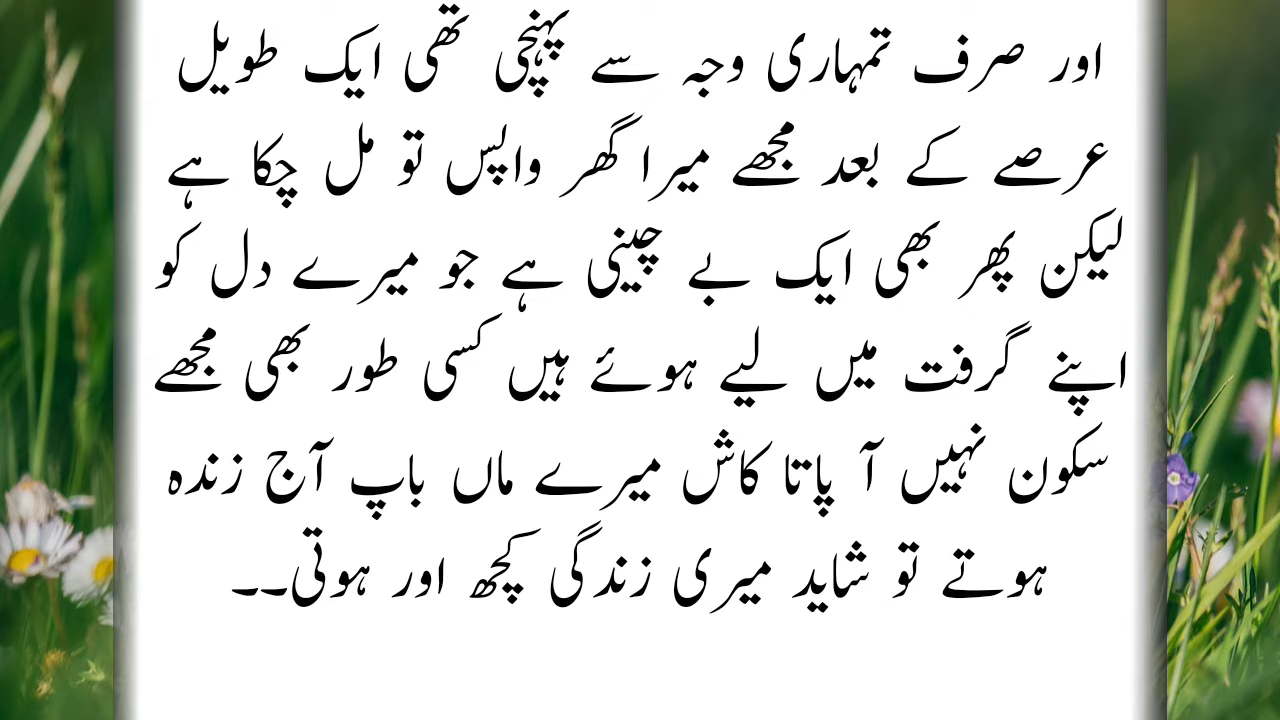 اور صرف تمہاری وجہ سے پہنچی تھی ایک طویل
عرصے کے بعد مجھے میرا گھر واپس تو مل چکا ہے
لیکن پھر بھی ایک بے چینی ہے جو میرے دل کو
اپنے گرفت میں لیے ہوئے ہیں کسی طور بھی مجھے
سکون نہیں آ پاتا کاش میرے ماں باپ آج زندہ
ہوتے تو شاید میری زندگی کچھ اور ہوتی۔۔